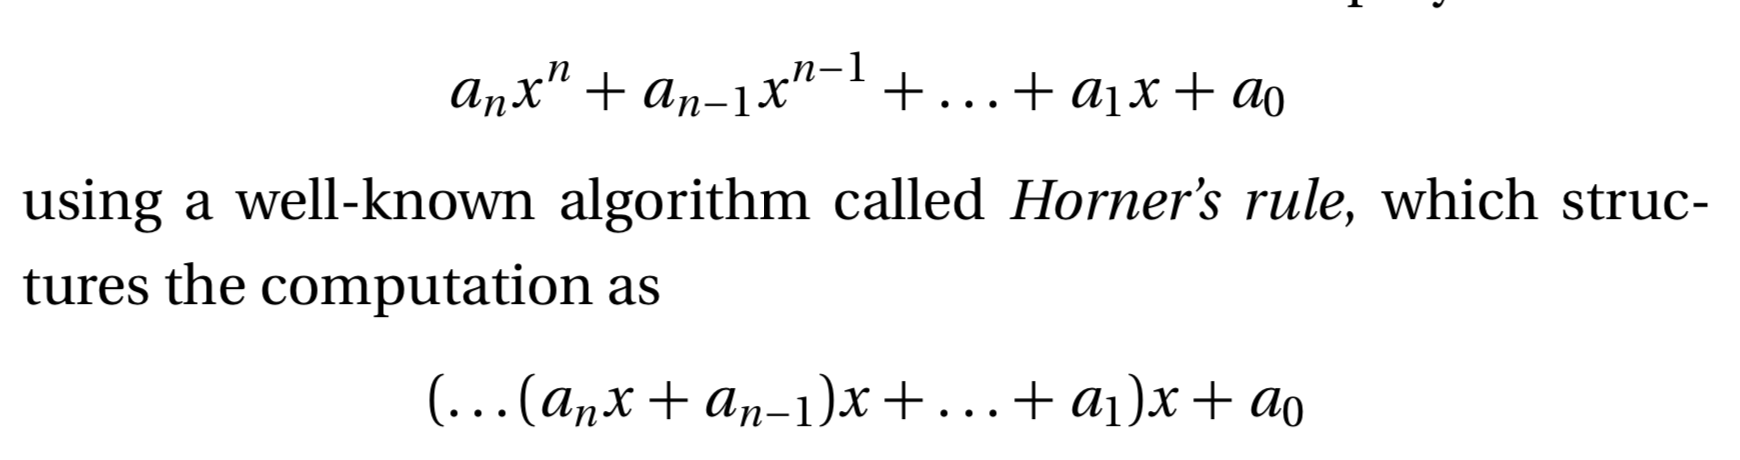 aₙxⁿ + aₙ₋₁xⁿ⁻¹ + ... + a₁x + a₀
using a well-known algorithm called Horner’s rule, which struc-
tures the computation as
(...(aₙx + aₙ₋₁)x + ... + a₁)x + a₀